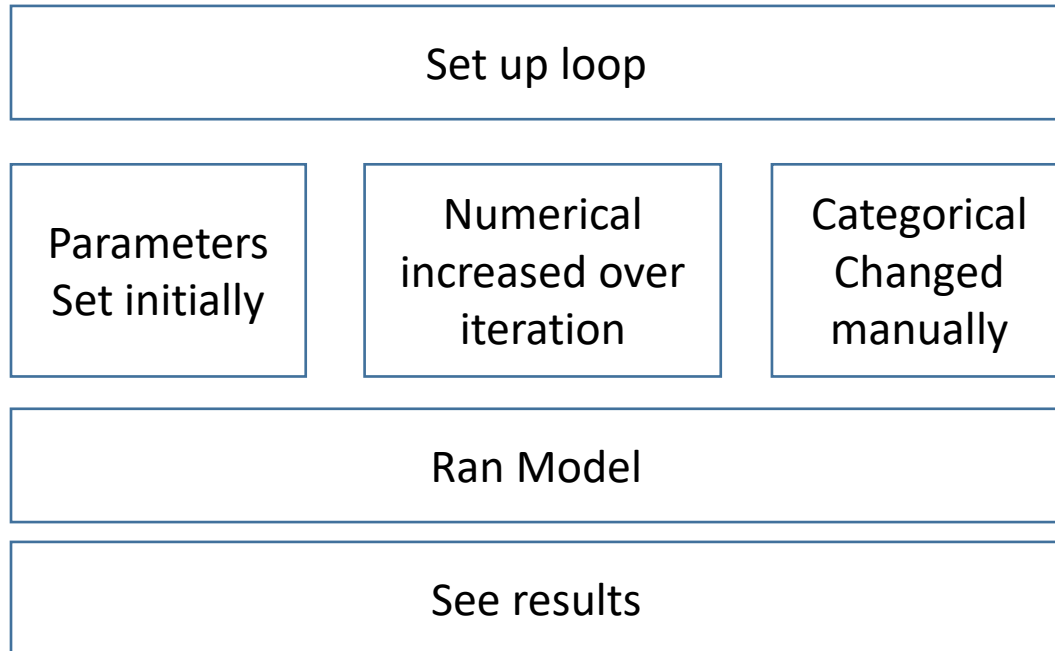 Set up loop
Parameters
Set initially
Numerical
increased over
iteration
Categorical
Changed
manually
Ran Model
See results